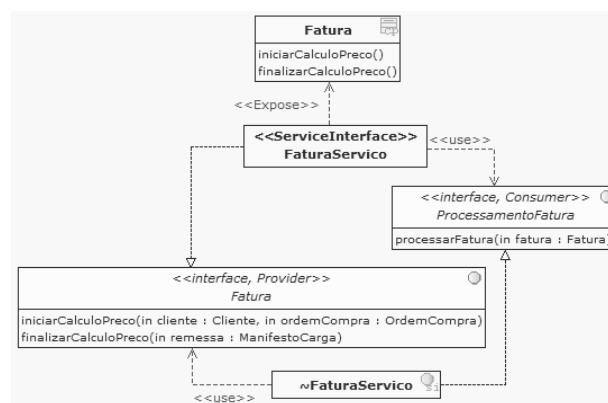 Fatura
iniciarCalculoPreco()
finalizarCalculoPreco()
<<Expose>>
<<ServiceInterface>>
FaturaServico
<<use>>
<<interface, Consumer>>
ProcessamentoFatura
processarFatura(in fatura : Fatura)
<<interface, Provider>>
Fatura
iniciarCalculoPreco(in cliente : Cliente, in ordemCompra : OrdemCompra)
finalizarCalculoPreco(in remessa : ManifestoCarga)
~FaturaServico
<<use>>